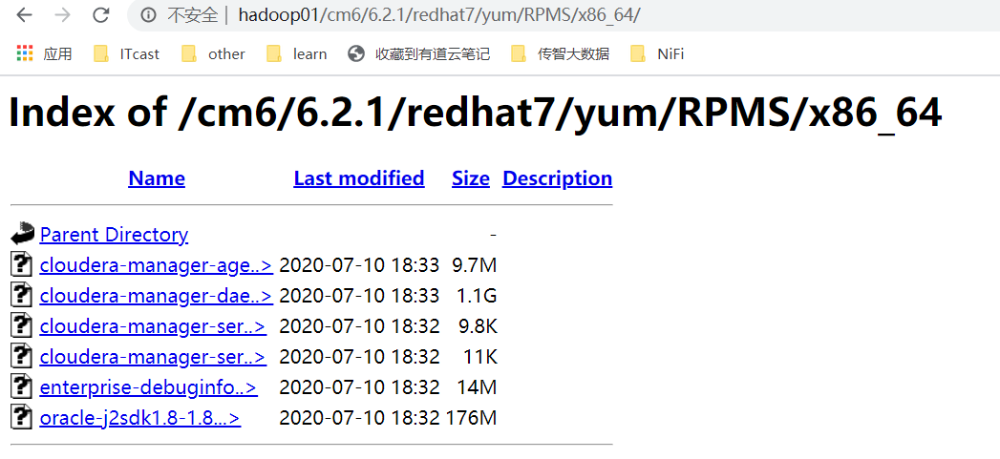 不安全 | hadoop01/cm6/6.2.1/redhat7/yum/RPMS/x86_64/
应用 ITcast other learn 收藏到有道云笔记 传智大数据 NiFi
Index of /cm6/6.2.1/redhat7/yum/RPMS/x86_64
Name Last modified Size Description
Parent Directory -
cloudera-manager-age..> 2020-07-10 18:33 9.7M
cloudera-manager-dae..> 2020-07-10 18:33 1.1G
cloudera-manager-ser..> 2020-07-10 18:32 9.8K
cloudera-manager-ser..> 2020-07-10 18:32 11K
enterprise-debuginfo..> 2020-07-10 18:32 14M
oracle-j2sdk1.8-1.8...> 2020-07-10 18:32 176M